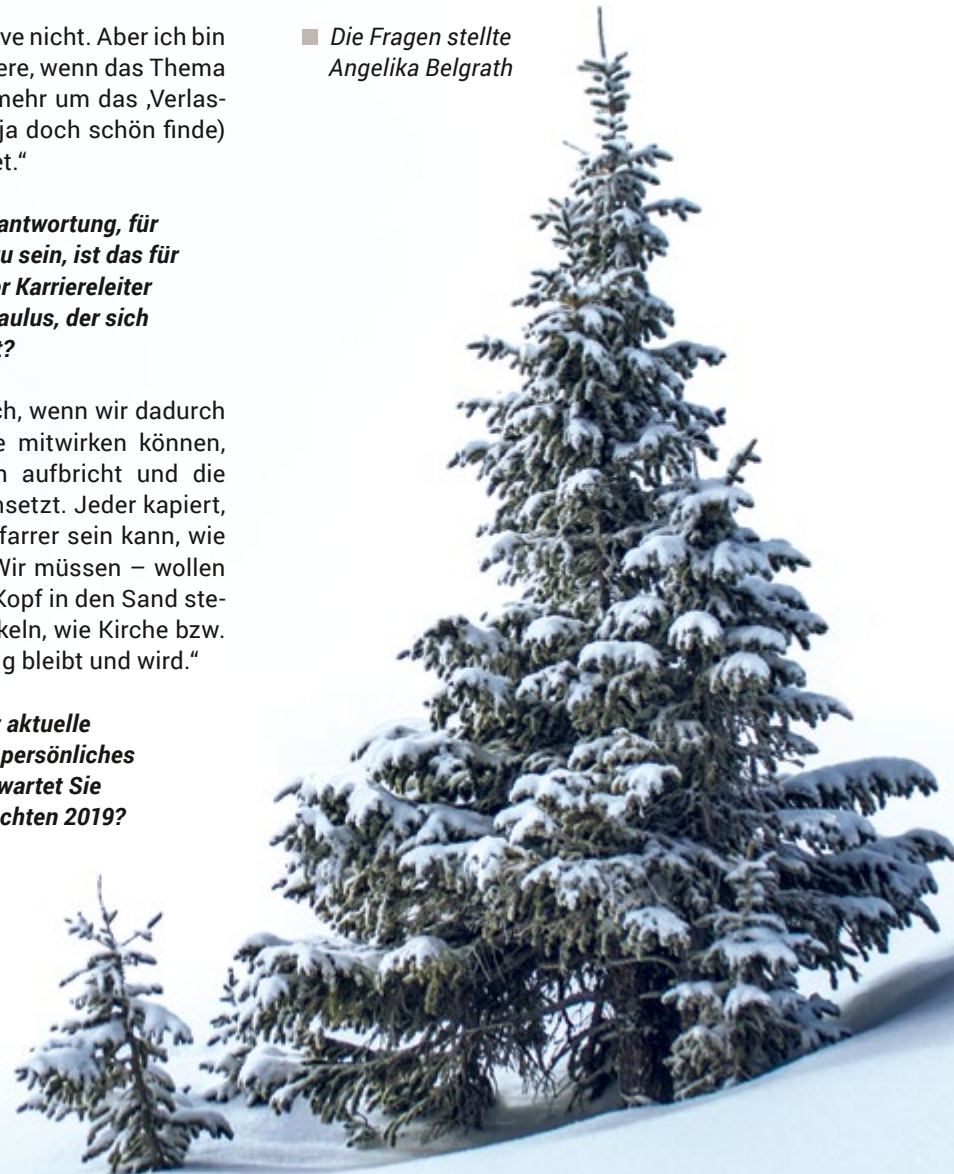 ve nicht. Aber ich bin
ere, wenn das Thema
mehr um das ‚Verlas-
ja doch schön finde)
et.“
antwortung, für
u sein, ist das für
r Karriereleiter
aulus, der sich
t?
ch, wenn wir dadurch
e mitwirken können,
n aufbricht und die
nsetzt. Jeder kapiert,
farrer sein kann, wie
Wir müssen – wollen
Kopf in den Sand ste-
keln, wie Kirche bzw.
g bleibt und wird.“
r aktuelle
persönliches
wartet Sie
chten 2019?
Die Fragen stellte
Angelika Belgrath